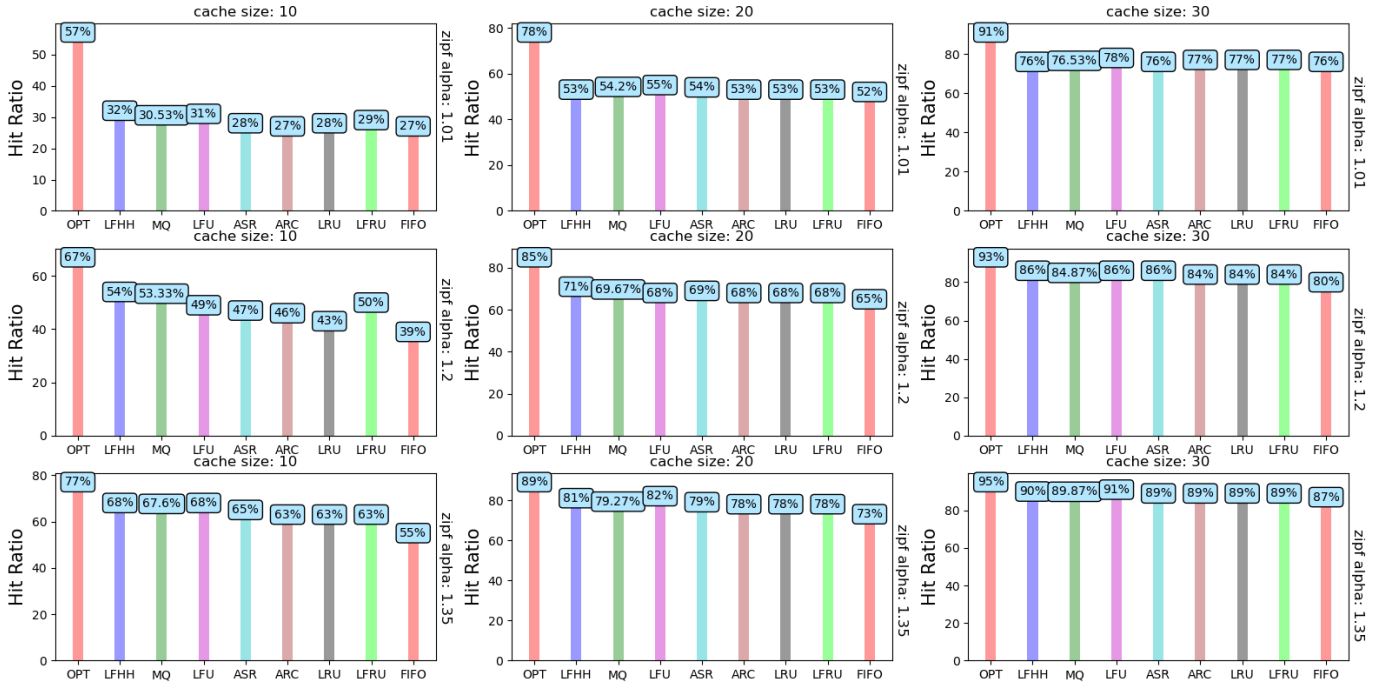 cache size: 10
57% 32% 30.53% 31% 28% 27% 28% 29% 27%
50
40
30
20
10
0
Hit Ratio
OPT LFHH MQ LFU ASR ARC LRU LFRU FIFO
zipf alpha: 1.01
cache size: 20
78% 53% 54.2% 55% 54% 53% 53% 53% 52%
80
60
40
20
0
Hit Ratio
OPT LFHH MQ LFU ASR ARC LRU LFRU FIFO
zipf alpha: 1.01
cache size: 30
91% 76% 76.53% 78% 76% 77% 77% 77% 76%
80
60
40
20
0
Hit Ratio
OPT LFHH MQ LFU ASR ARC LRU LFRU FIFO
zipf alpha: 1.01
cache size: 10
67% 54% 53.33% 49% 47% 46% 43% 50% 39%
60
40
20
0
Hit Ratio
OPT LFHH MQ LFU ASR ARC LRU LFRU FIFO
zipf alpha: 1.2
cache size: 20
85% 71% 69.67% 68% 69% 68% 68% 68% 65%
80
60
40
20
0
Hit Ratio
OPT LFHH MQ LFU ASR ARC LRU LFRU FIFO
zipf alpha: 1.2
cache size: 30
93% 86% 84.87% 86% 86% 84% 84% 84% 80%
80
60
40
20
0
Hit Ratio
OPT LFHH MQ LFU ASR ARC LRU LFRU FIFO
zipf alpha: 1.2
cache size: 10
77% 68% 67.6% 68% 65% 63% 63% 63% 55%
80
60
40
20
0
Hit Ratio
OPT LFHH MQ LFU ASR ARC LRU LFRU FIFO
zipf alpha: 1.35
cache size: 20
89% 81% 79.27% 82% 79% 78% 78% 78% 73%
80
60
40
20
0
Hit Ratio
OPT LFHH MQ LFU ASR ARC LRU LFRU FIFO
zipf alpha: 1.35
cache size: 30
95% 90% 89.87% 91% 89% 89% 89% 89% 87%
80
60
40
20
0
Hit Ratio
OPT LFHH MQ LFU ASR ARC LRU LFRU FIFO
zipf alpha: 1.35